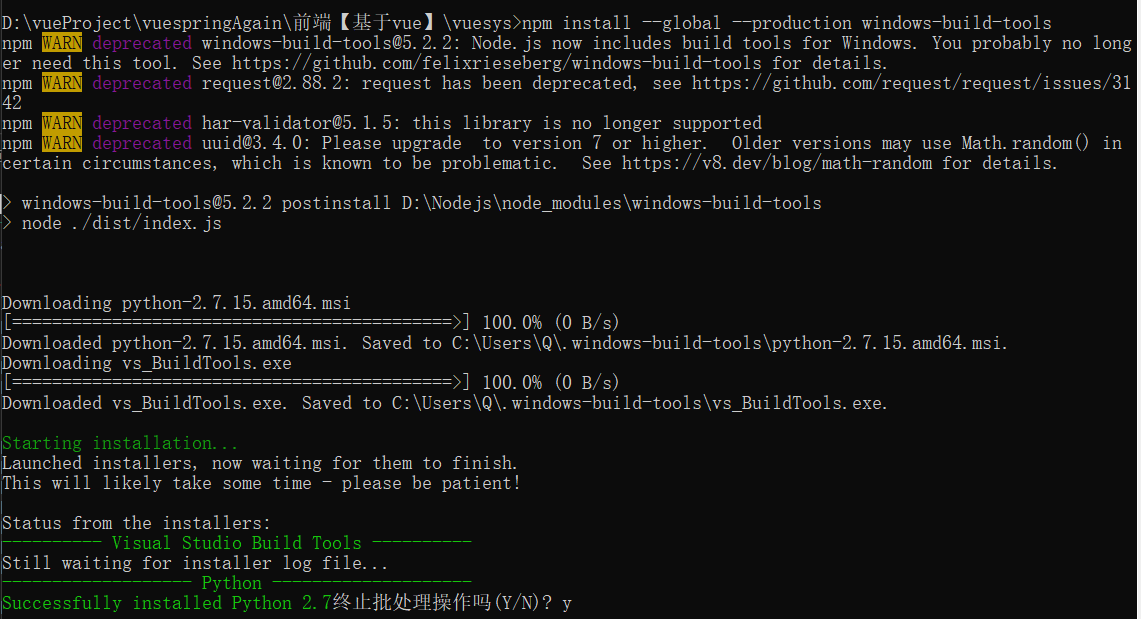 D:\vueProject\vuespringAgain\前端【基于vue】\vuesys>npm install --global --production windows-build-tools
npm WARN deprecated windows-build-tools@5.2.2: Node.js now includes build tools for Windows. You probably no long
er need this tool. See https://github.com/felixrieseberg/windows-build-tools for details.
npm WARN deprecated request@2.88.2: request has been deprecated, see https://github.com/request/request/issues/31
42
npm WARN deprecated har-validator@5.1.5: this library is no longer supported
npm WARN deprecated uuid@3.4.0: Please upgrade  to version 7 or higher.  Older versions may use Math.random() in
certain circumstances, which is known to be problematic.  See https://v8.dev/blog/math-random for details.
> windows-build-tools@5.2.2 postinstall D:\Nodejs\node_modules\windows-build-tools
> node ./dist/index.js
Downloading python-2.7.15.amd64.msi
[============================================>] 100.0% (0 B/s)
Downloaded python-2.7.15.amd64.msi. Saved to C:\Users\Q\.windows-build-tools\python-2.7.15.amd64.msi.
Downloading vs_BuildTools.exe
[============================================>] 100.0% (0 B/s)
Downloaded vs_BuildTools.exe. Saved to C:\Users\Q\.windows-build-tools\vs_BuildTools.exe.
Starting installation...
Launched installers, now waiting for them to finish.
This will likely take some time - please be patient!
Status from the installers:
---------- Visual Studio Build Tools ----------
Still waiting for installer log file...
------------------- Python --------------------
Successfully installed Python 2.7终止批处理操作吗(Y/N)? y